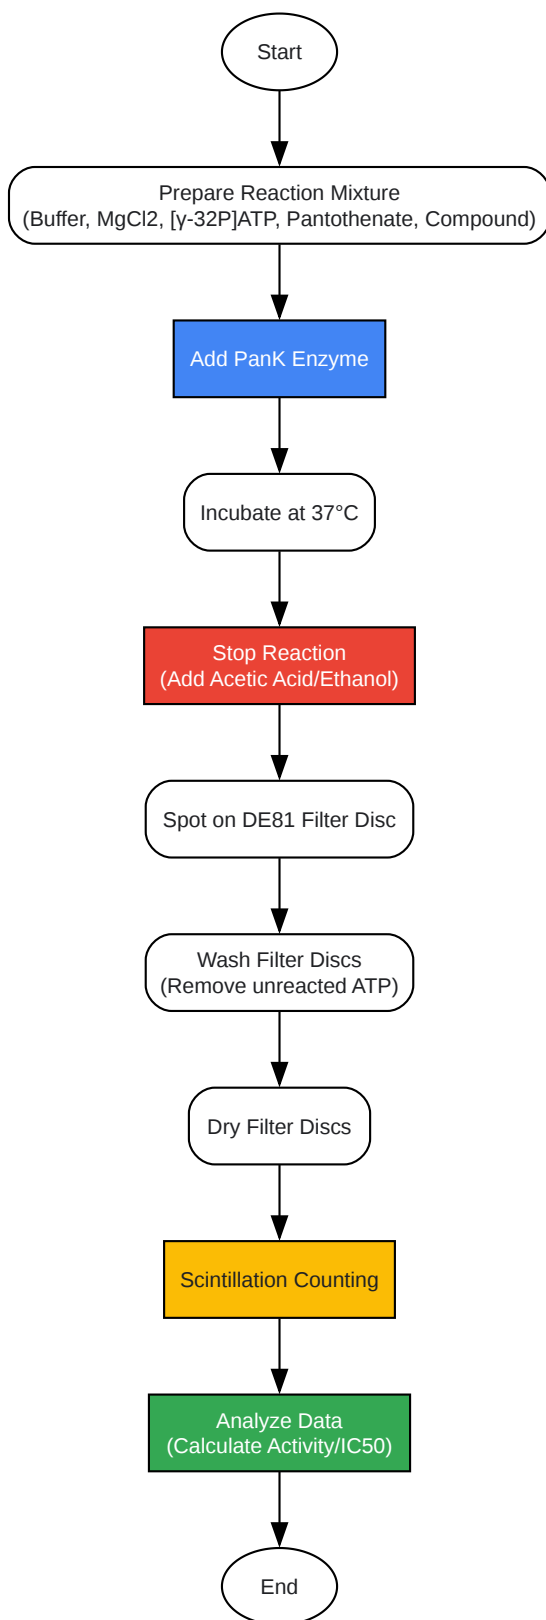 Start
Prepare Reaction Mixture
(Buffer, MgCl2, [γ-32P]ATP, Pantothenate, Compound)
Add PanK Enzyme
Incubate at 37°C
Stop Reaction
(Add Acetic Acid/Ethanol)
Spot on DE81 Filter Disc
Wash Filter Discs
(Remove unreacted ATP)
Dry Filter Discs
Scintillation Counting
Analyze Data
(Calculate Activity/IC50)
End